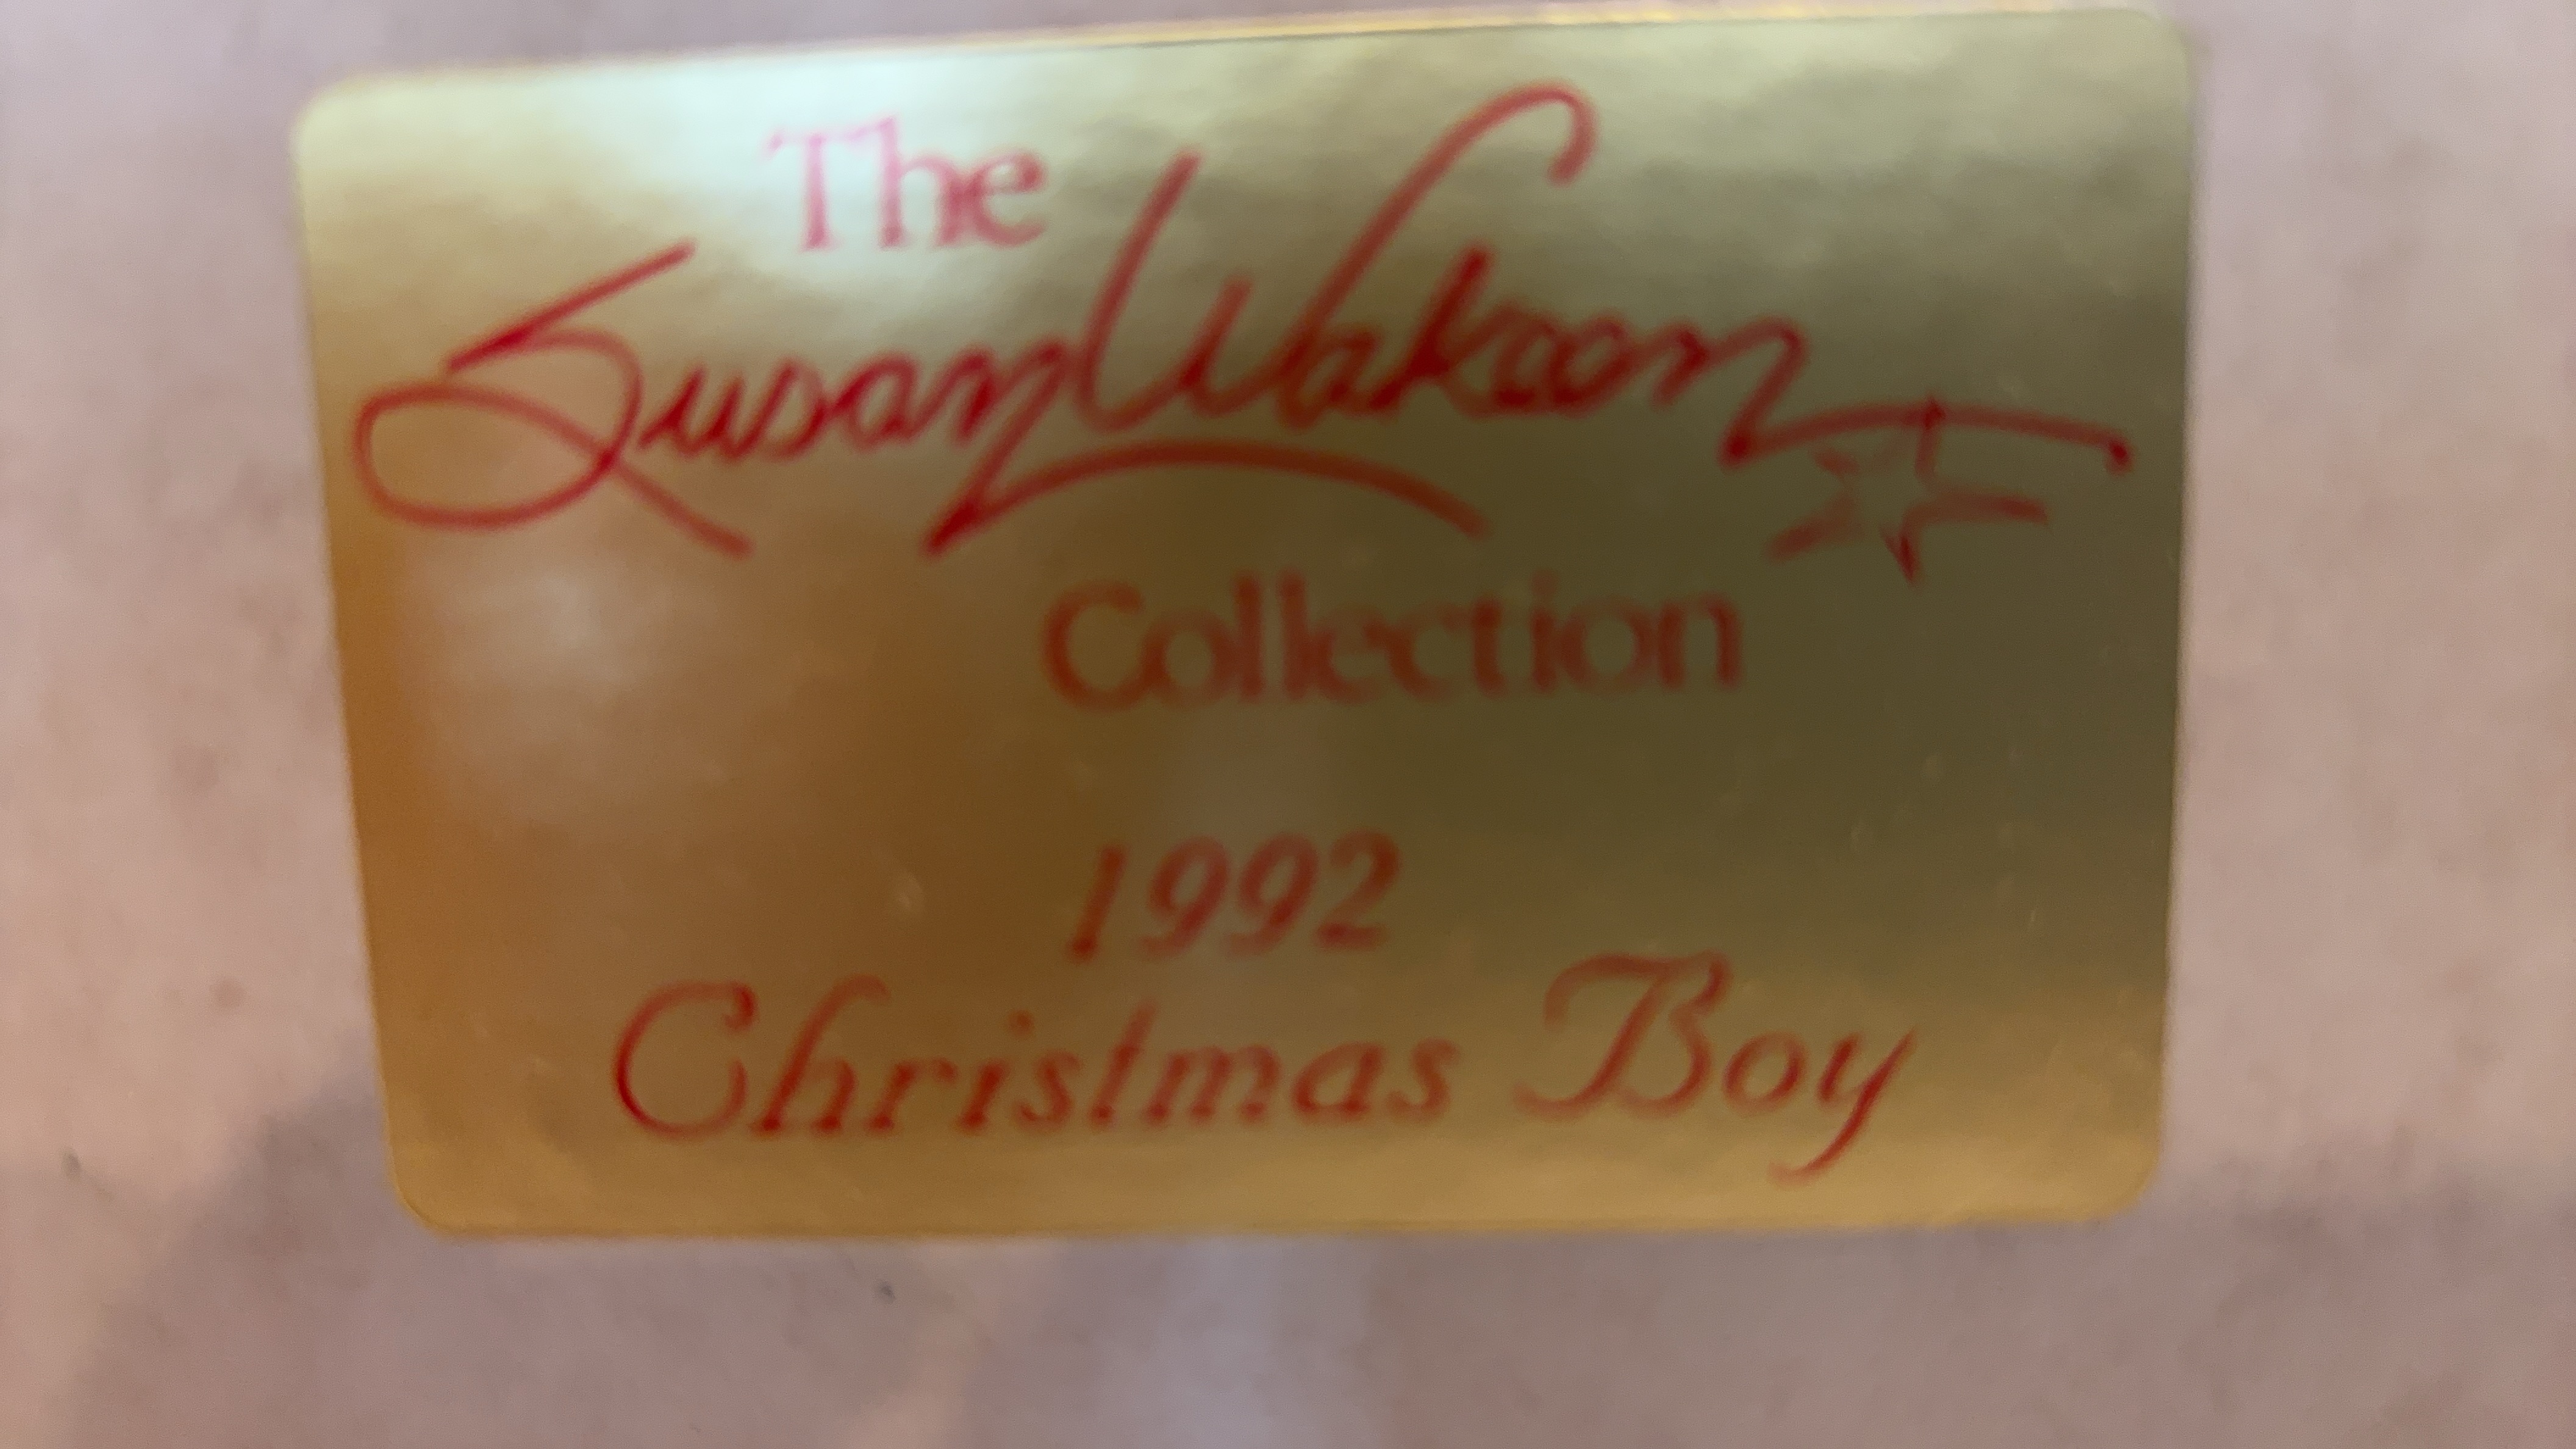 The
Susan Wakeen
Collection
1992
Christmas Boy